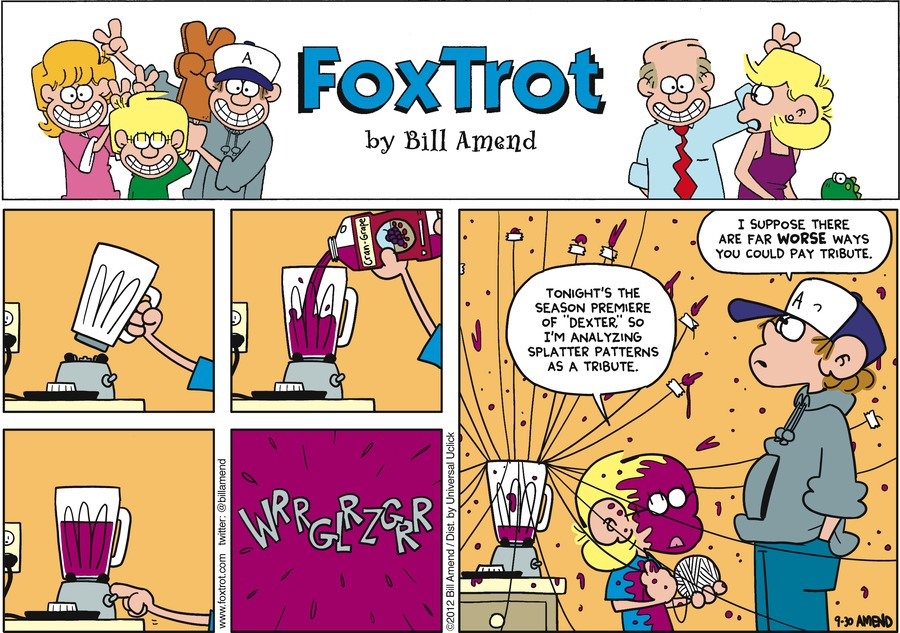 A
FoxTrot
by Bill Amend
Cran-Grape
www.foxtrot.com twitter: @billamend
WRRGLRZGRR
©2012 Bill Amend / Dist. by Universal Uclick
TONIGHT'S THE
SEASON PREMIERE
OF "DEXTER," SO
I'M ANALYZING
SPLATTER PATTERNS
AS A TRIBUTE.
I SUPPOSE THERE
ARE FAR WORSE WAYS
YOU COULD PAY TRIBUTE.
A
9-30 AMEND